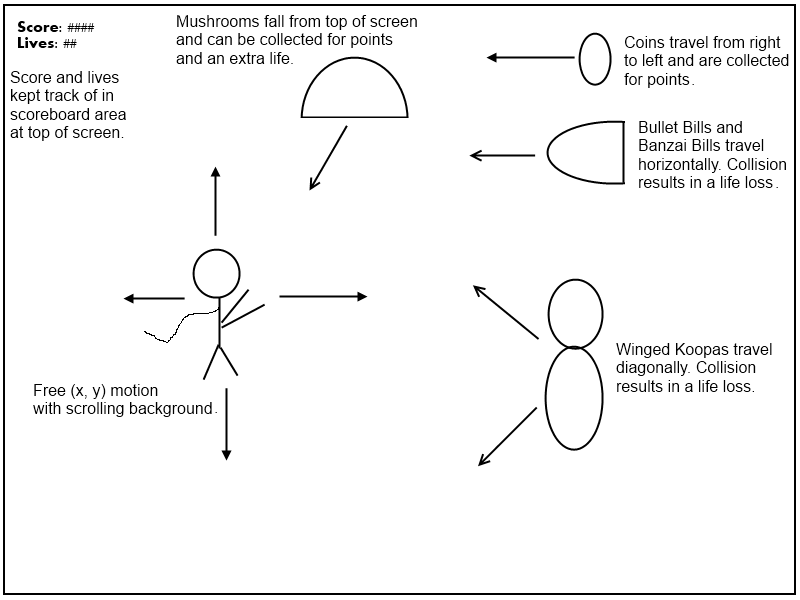 Score: ####
Lives: ##
Score and lives
kept track of in
scoreboard area
at top of screen.
Mushrooms fall from top of screen
and can be collected for points
and an extra life.
Coins travel from right
to left and are collected
for points.
Bullet Bills and
Banzai Bills travel
horizontally. Collision
results in a life loss.
Winged Koopas travel
diagonally. Collision
results in a life loss.
Free (x, y) motion
with scrolling background.